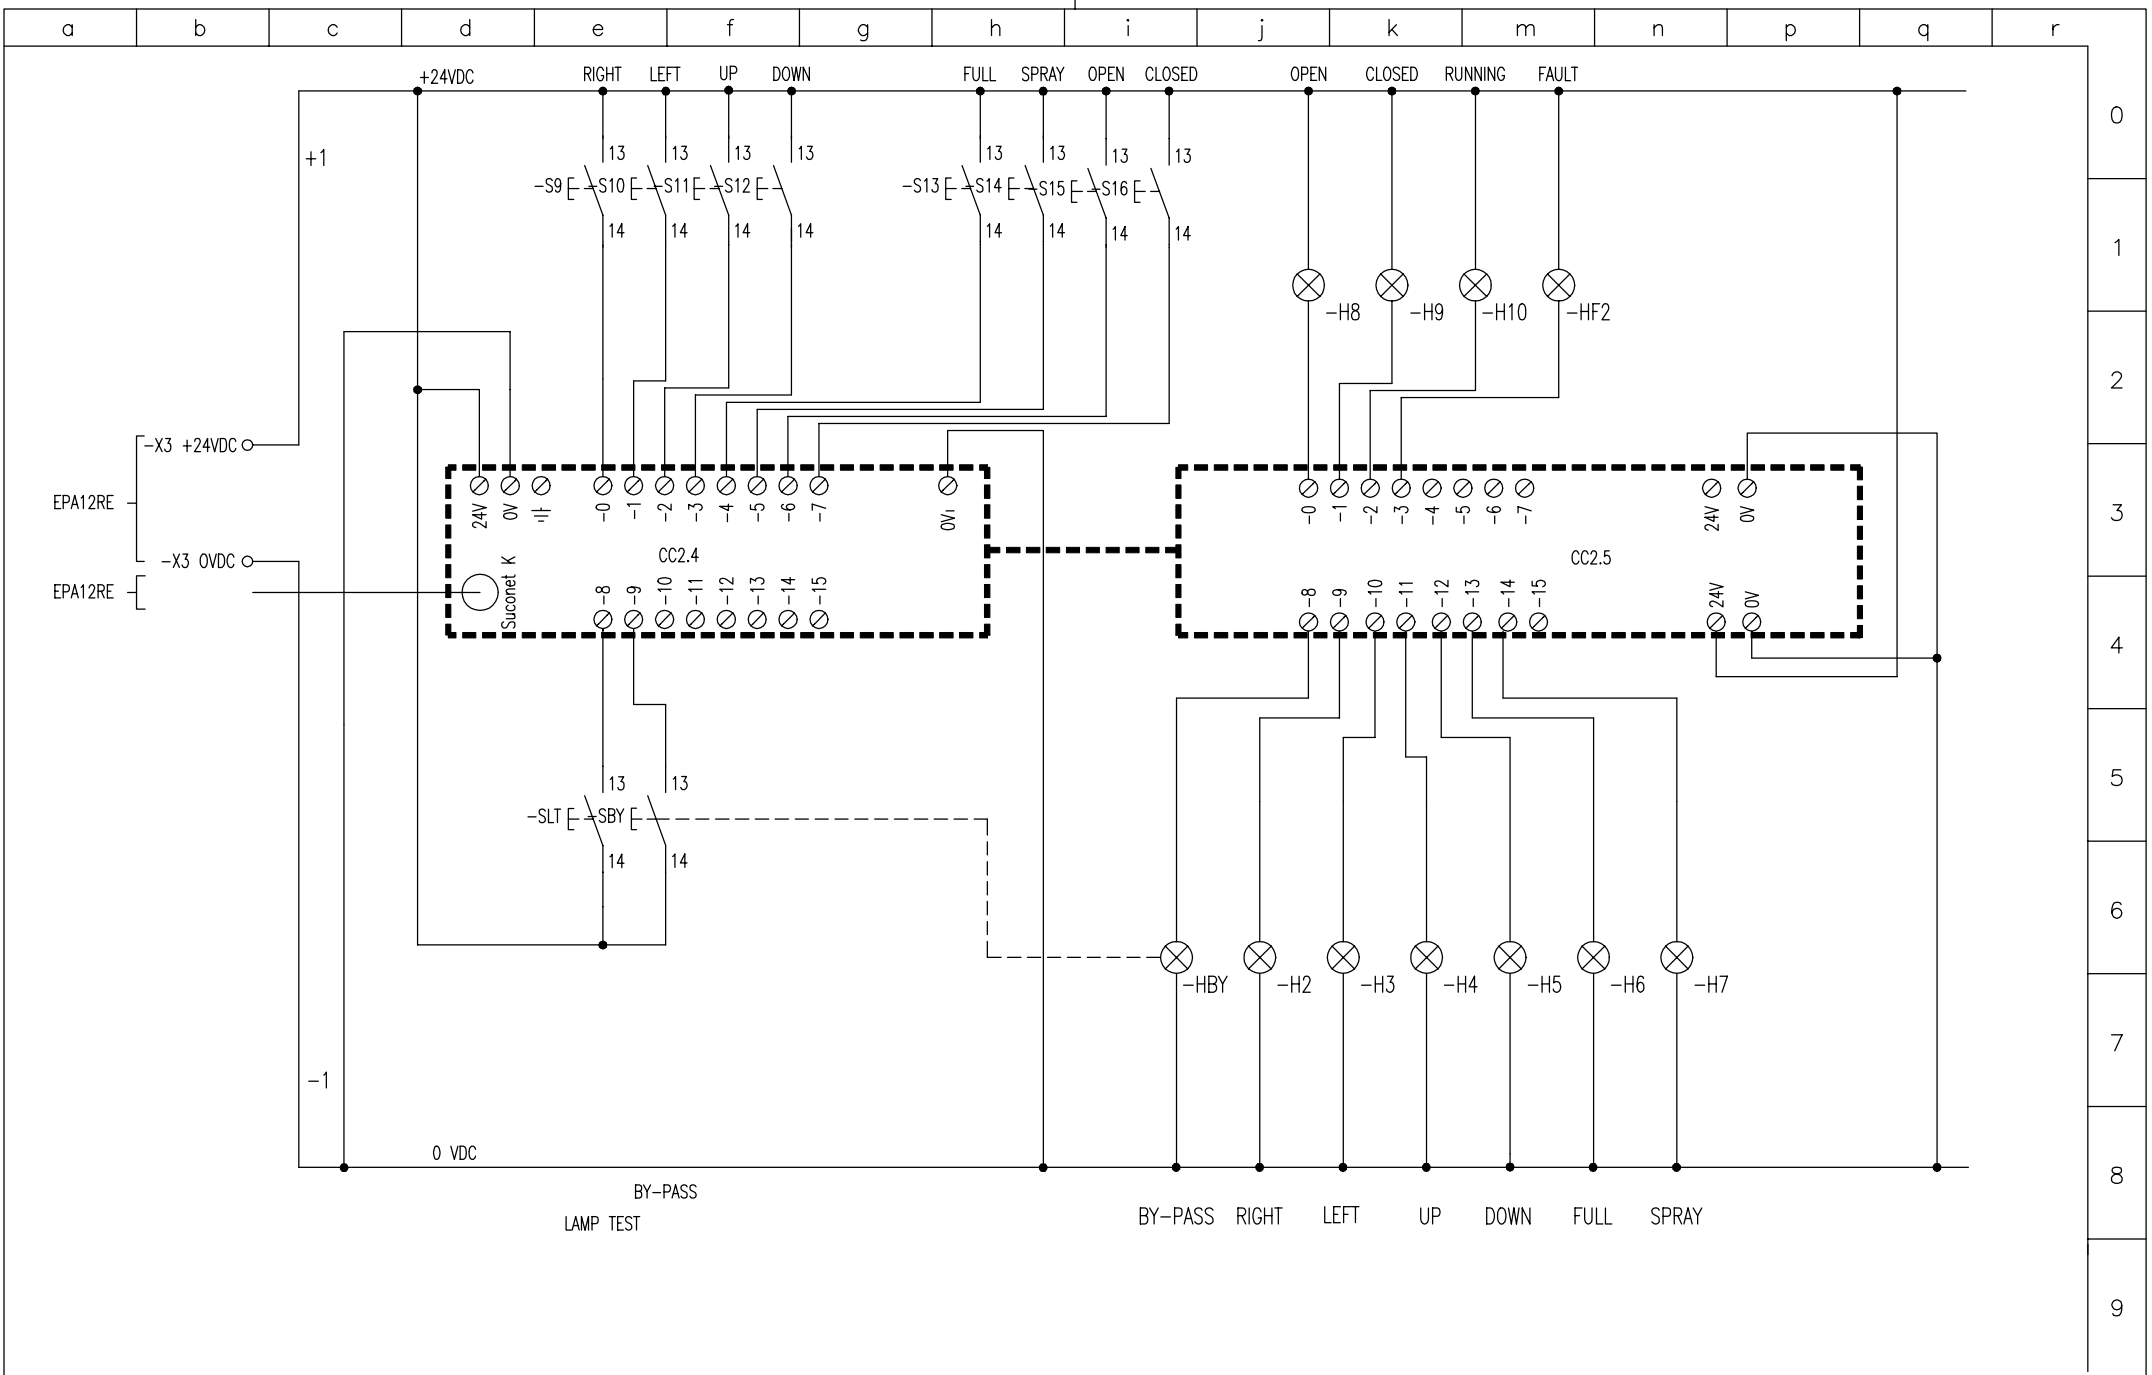 a b c d e f g h i j k m n p q r
+24VDC RIGHT LEFT UP DOWN FULL SPRAY OPEN CLOSED OPEN CLOSED RUNNING FAULT
0
+1
13 13 13 13 13 13 13 13
-S9 -S10 -S11 -S12 -S13 -S14 -S15 -S16
14 14 14 14 14 14 14 14
1
-H8 -H9 -H10 -HF2
2
-X3 +24VDC
EPA12RE
24V 0V -0 -1 -2 -3 -4 -5 -6 -7 0VI
-0 -1 -2 -3 -4 -5 -6 -7 24V 0V
3
CC2.4
CC2.5
-X3 0VDC
EPA12RE
Suconet K
-8 -9 -10 -11 -12 -13 -14 -15
-8 -9 -10 -11 -12 -13 -14 -15 24V 0V
4
13 13
5
-SLT -SBY
14 14
6
-HBY -H2 -H3 -H4 -H5 -H6 -H7
7
-1
0 VDC
8
BY-PASS
LAMP TEST
BY-PASS RIGHT LEFT UP DOWN FULL SPRAY
9